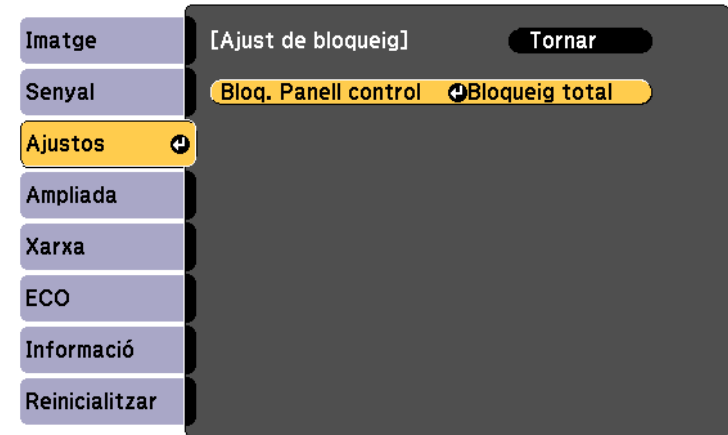 Imatge
Senyal
Ajustos
Ampliada
Xarxa
ECO
Informació
Reinicialitzar
[Ajust de bloqueig] Tornar
Bloq. Panell control Bloqueig total